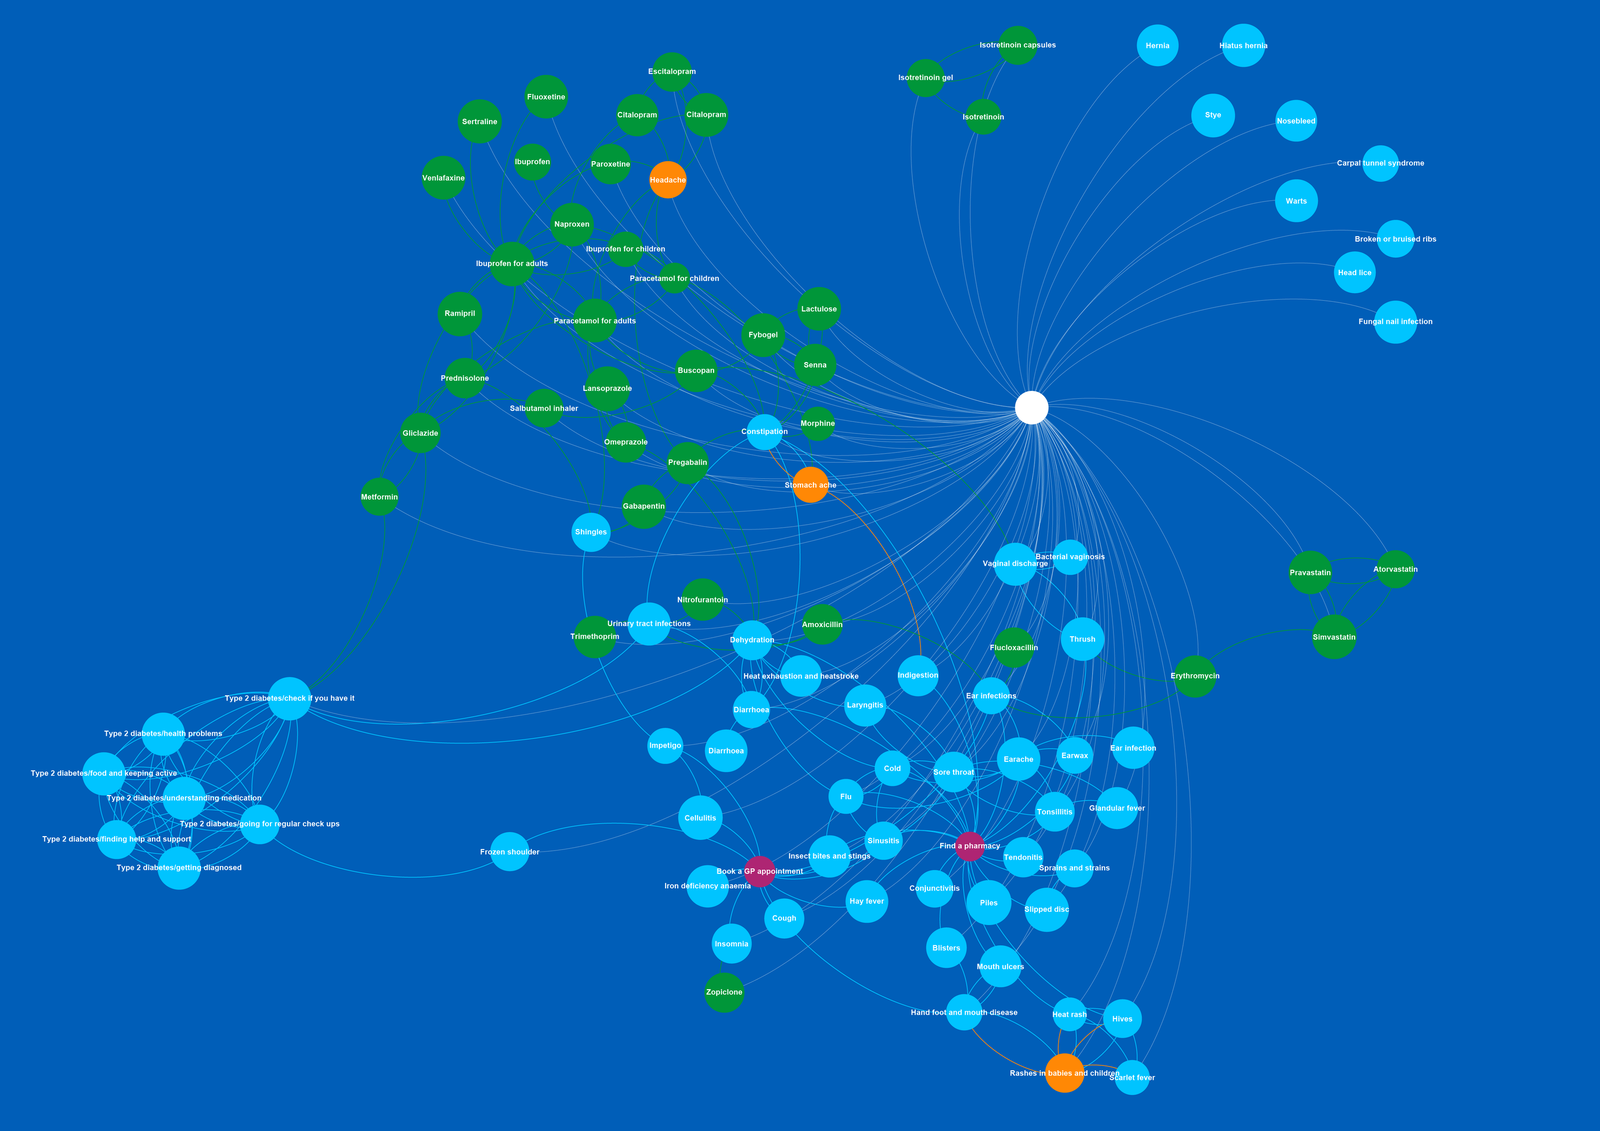 Isotretinoin capsules
Hernia
Hiatus hernia
Escitalopram
Isotretinoin gel
Fluoxetine
Citalopram
Citalopram
Isotretinoin
Stye
Nosebleed
Sertraline
Ibuprofen
Paroxetine
Carpal tunnel syndrome
Venlafaxine
Headache
Warts
Naproxen
Ibuprofen for children
Broken or bruised ribs
Ibuprofen for adults
Paracetamol for children
Head lice
Ramipril
Paracetamol for adults
Lactulose
Fungal nail infection
Fybogel
Senna
Buscopan
Prednisolone
Lansoprazole
Salbutamol inhaler
Morphine
Gliclazide
Constipation
Omeprazole
Pregabalin
Stomach ache
Metformin
Gabapentin
Shingles
Bacterial vaginosis
Vaginal discharge
Pravastatin
Atorvastatin
Nitrofurantoin
Urinary tract infections
Amoxicillin
Trimethoprim
Dehydration
Simvastatin
Thrush
Flucloxacillin
Heat exhaustion and heatstroke
Indigestion
Erythromycin
Type 2 diabetes/check if you have it
Ear infections
Diarrhoea
Laryngitis
Type 2 diabetes/health problems
Impetigo
Diarrhoea
Ear infection
Earwax
Earache
Type 2 diabetes/food and keeping active
Cold
Sore throat
Type 2 diabetes/understanding medication
Flu
Glandular fever
Tonsillitis
Cellulitis
Type 2 diabetes/going for regular check ups
Type 2 diabetes/finding help and support
Sinusitis
Find a pharmacy
Frozen shoulder
Insect bites and stings
Tendonitis
Type 2 diabetes/getting diagnosed
Book a GP appointment
Sprains and strains
Iron deficiency anaemia
Conjunctivitis
Hay fever
Piles
Slipped disc
Cough
Insomnia
Blisters
Mouth ulcers
Zopiclone
Hand foot and mouth disease
Heat rash
Hives
Rashes in babies and children
Scarlet fever